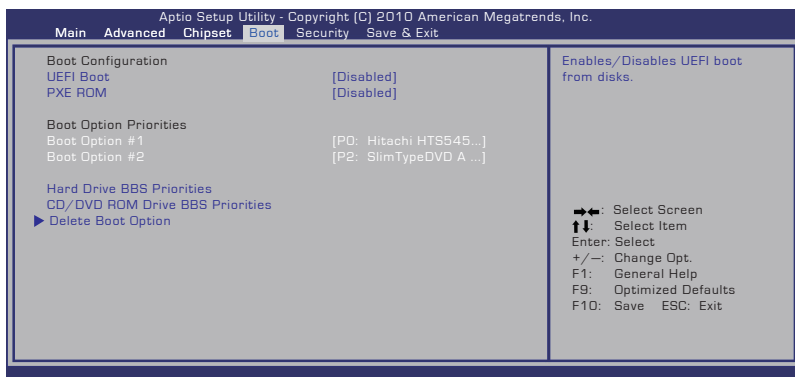 Aptio Setup Utility - Copyright (C) 2010 American Megatrends, Inc.
Main Advanced Chipset Boot Security Save & Exit
Boot Configuration
UEFI Boot [Disabled]
PXE ROM [Disabled]
Boot Option Priorities
Boot Option #1 [P0: Hitachi HTS545...]
Boot Option #2 [P2: SlimTypeDVD A ...]
Hard Drive BBS Priorities
CD/DVD ROM Drive BBS Priorities
Delete Boot Option
Enables/Disables UEFI boot
from disks.
→←: Select Screen
↑↓: Select Item
Enter: Select
+/—: Change Opt.
F1: General Help
F9: Optimized Defaults
F10: Save ESC: Exit